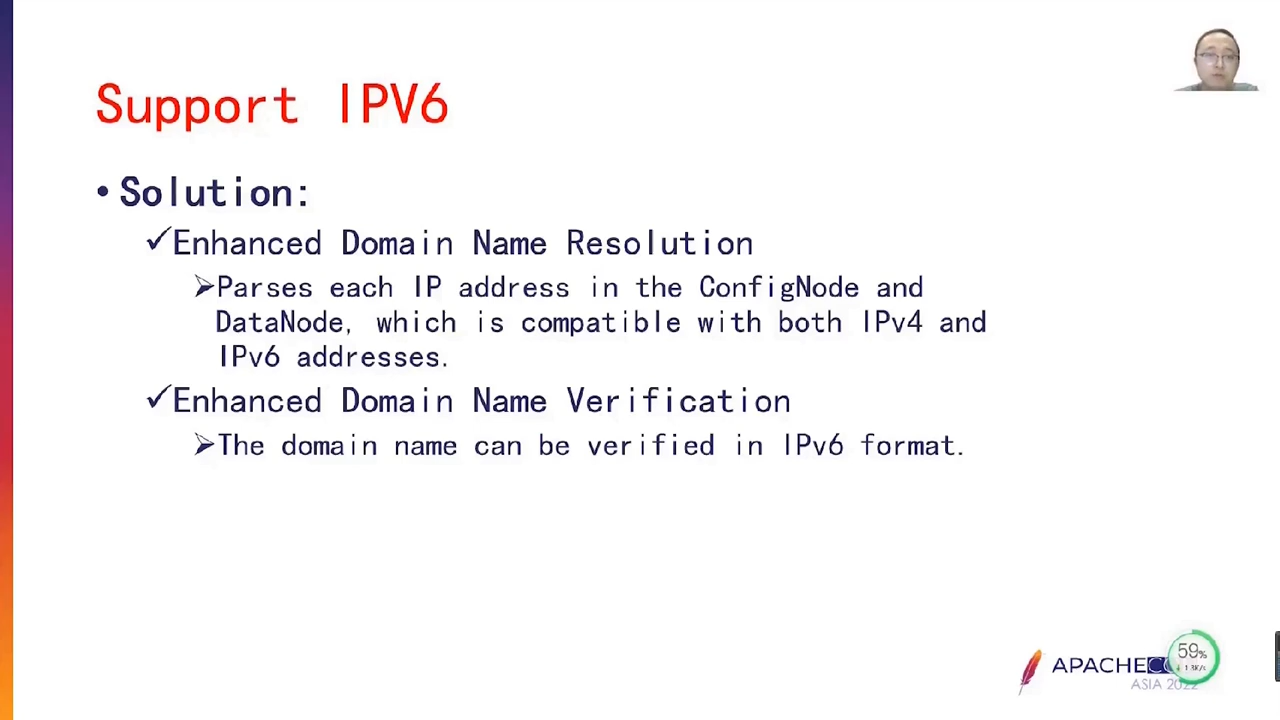 Support IPV6
• Solution:
✓Enhanced Domain Name Resolution
➢Parses each IP address in the ConfigNode and
DataNode, which is compatible with both IPv4 and
IPv6 addresses.
✓Enhanced Domain Name Verification
➢The domain name can be verified in IPv6 format.
59%
APACHEC
ASIA 2022